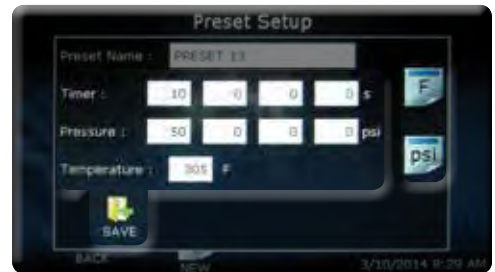 Preset Setup
Preset Name : PRESET 13
Timer : 10 0 0 0 s
F
Pressure : 50 0 0 0 psi
psi
Temperature : 305 F
SAVE
BACK NEW 3/10/2014 8:29 AM